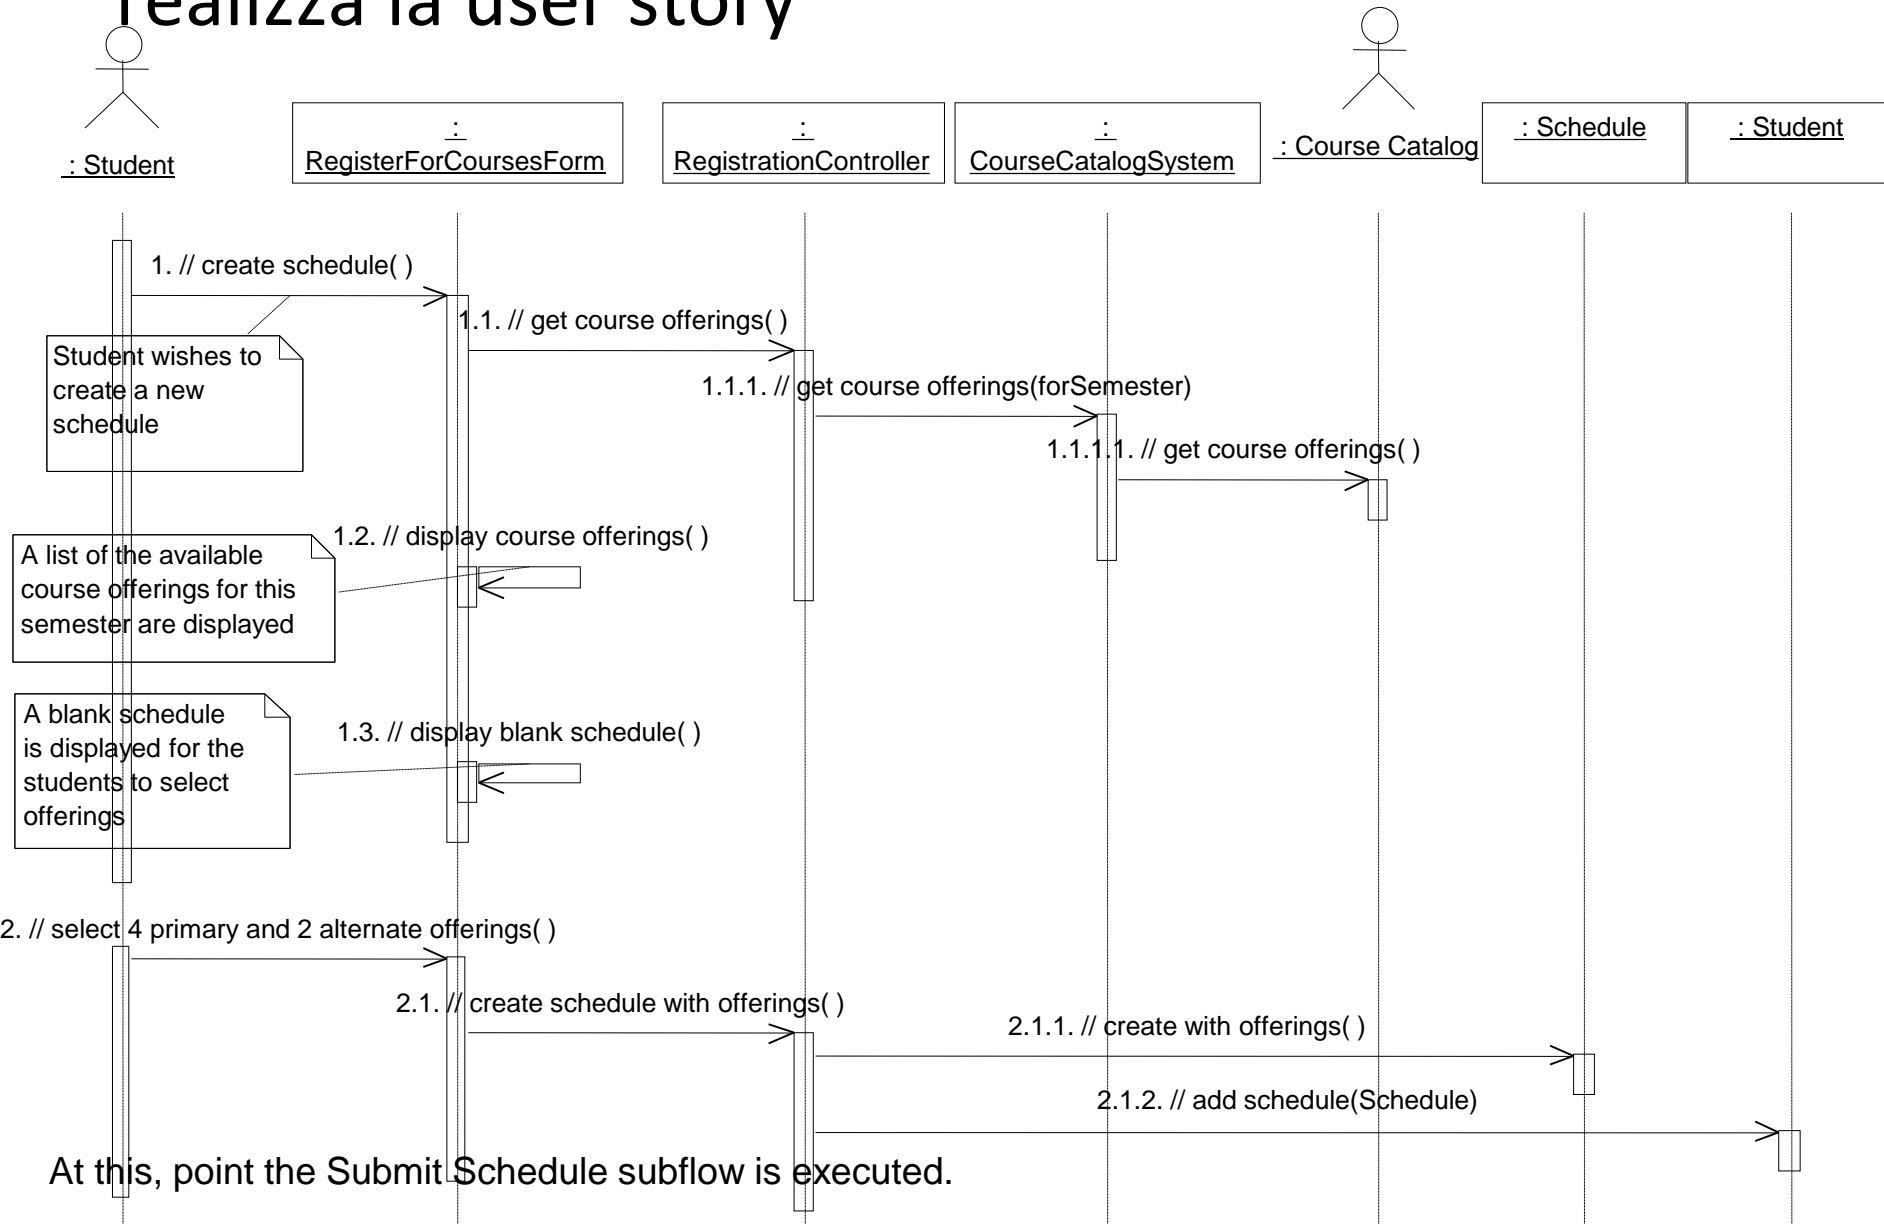 realizza la user story
: Student
:
RegisterForCoursesForm
:
RegistrationController
:
CourseCatalogSystem
: Course Catalog
: Schedule
: Student
1. // create schedule( )
1.1. // get course offerings( )
Student wishes to
create a new
schedule
1.1.1. // get course offerings(forSemester)
1.1.1.1. // get course offerings( )
1.2. // display course offerings( )
A list of the available
course offerings for this
semester are displayed
1.3. // display blank schedule( )
A blank schedule
is displayed for the
students to select
offerings
2. // select 4 primary and 2 alternate offerings( )
2.1. // create schedule with offerings( )
2.1.1. // create with offerings( )
2.1.2. // add schedule(Schedule)
At this, point the Submit Schedule subflow is executed.